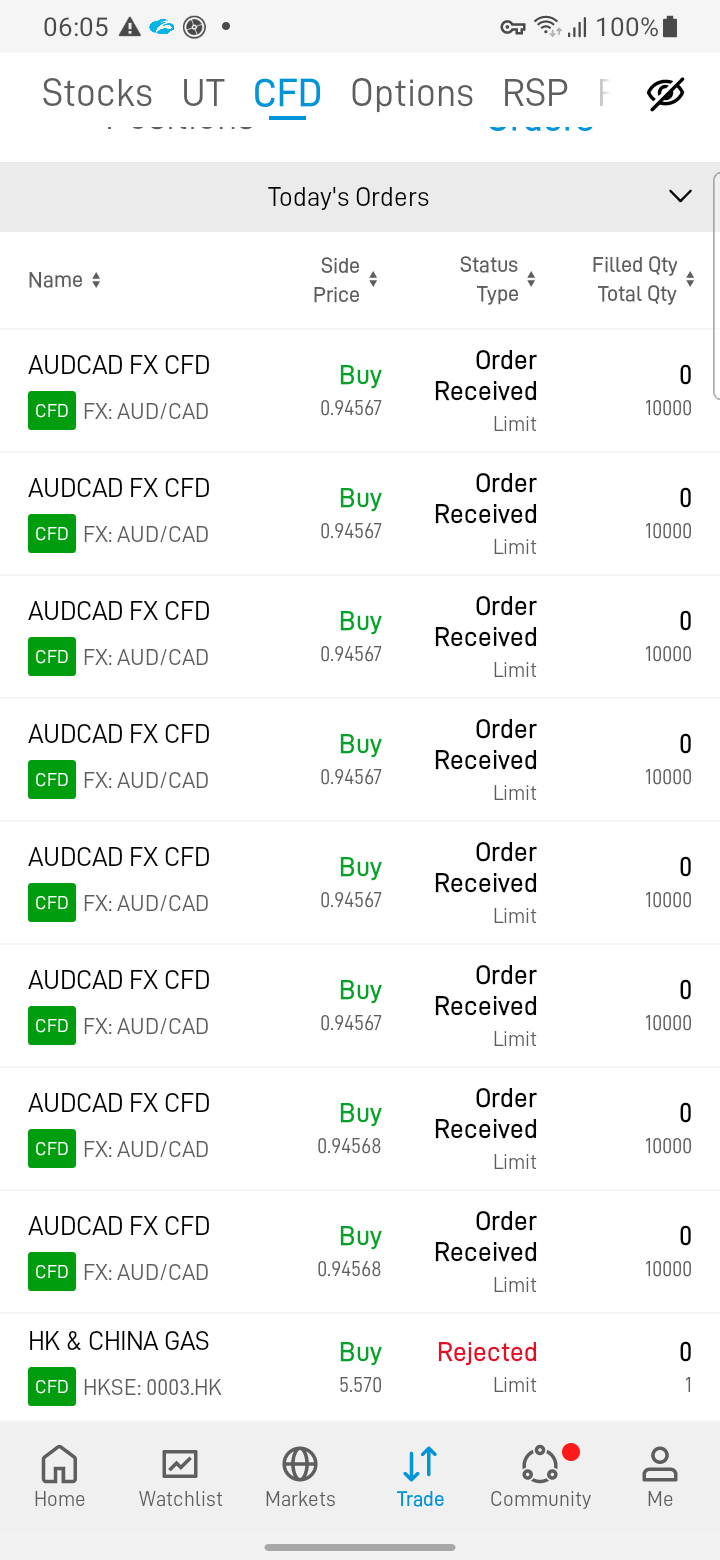 06:05 100%
Stocks UT CFD Options RSP
Positions Orders
Today's Orders
Name Side Price Status Type Filled Qty Total Qty
AUDCAD FX CFD Buy Order Received 0
CFD FX: AUD/CAD 0.94567 Limit 10000
AUDCAD FX CFD Buy Order Received 0
CFD FX: AUD/CAD 0.94567 Limit 10000
AUDCAD FX CFD Buy Order Received 0
CFD FX: AUD/CAD 0.94567 Limit 10000
AUDCAD FX CFD Buy Order Received 0
CFD FX: AUD/CAD 0.94567 Limit 10000
AUDCAD FX CFD Buy Order Received 0
CFD FX: AUD/CAD 0.94567 Limit 10000
AUDCAD FX CFD Buy Order Received 0
CFD FX: AUD/CAD 0.94567 Limit 10000
AUDCAD FX CFD Buy Order Received 0
CFD FX: AUD/CAD 0.94568 Limit 10000
AUDCAD FX CFD Buy Order Received 0
CFD FX: AUD/CAD 0.94568 Limit 10000
HK & CHINA GAS Buy Rejected 0
CFD HKSE: 0003.HK 5.570 Limit 1
Home Watchlist Markets Trade Community Me